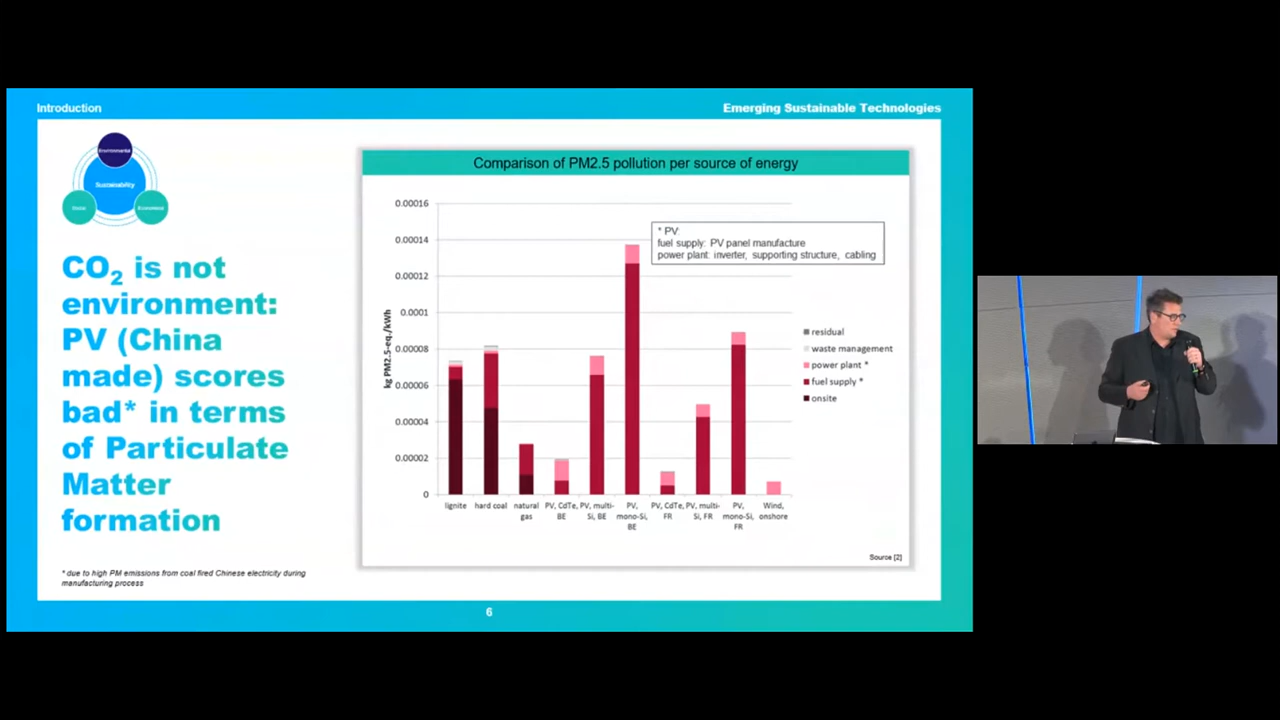 Introduction
Emerging Sustainable Technologies
Environmental
Sustainability
Social
Economical
CO₂ is not
environment:
PV (China
made) scores
bad* in terms
of Particulate
Matter
formation
* due to high PM emissions from coal fired Chinese electricity during
manufacturing process
Comparison of PM2.5 pollution per source of energy
kg PM2.5-eq./kWh
0.00016
0.00014
0.00012
0.0001
0.00008
0.00006
0.00004
0.00002
0
* PV:
fuel supply: PV panel manufacture
power plant: inverter, supporting structure, cabling
residual
waste management
power plant *
fuel supply *
onsite
lignite
hard coal
natural
gas
PV, CdTe,
BE
PV, multi-
Si, BE
PV,
mono-Si,
BE
PV, CdTe,
FR
PV, multi-
Si, FR
PV,
mono-Si,
FR
Wind,
onshore
Source [2]
6